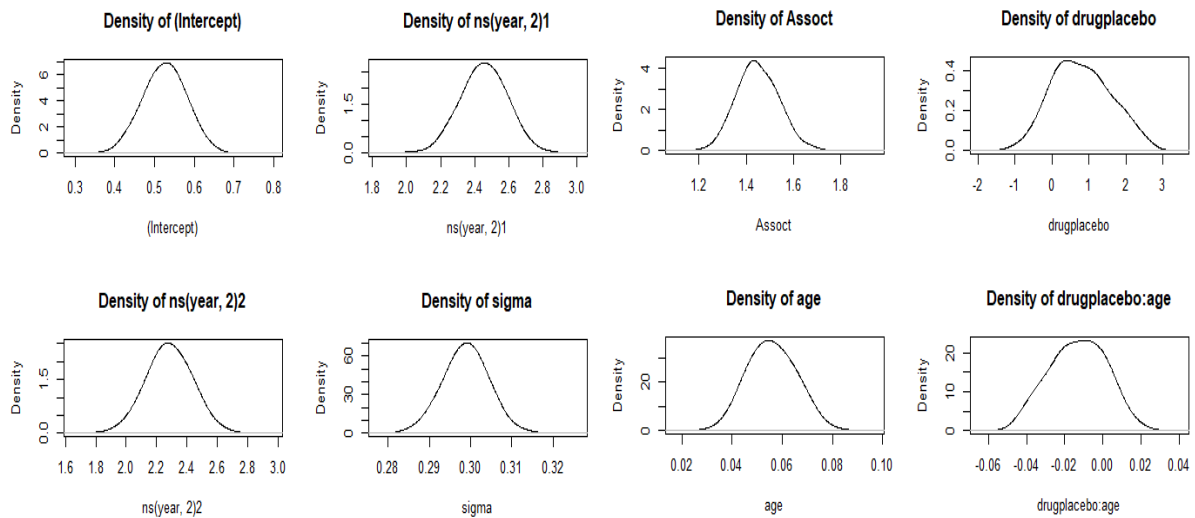 Density of (Intercept)
Density
0 2 4 6
0.3 0.4 0.5 0.6 0.7 0.8
(Intercept)
Density of ns(year, 2)1
Density
0.0 1.5
1.8 2.0 2.2 2.4 2.6 2.8 3.0
ns(year, 2)1
Density of Assoct
Density
0 2 4
1.2 1.4 1.6 1.8
Assoct
Density of drugplacebo
Density
0.0 0.2 0.4
-2 -1 0 1 2 3
drugplacebo
Density of ns(year, 2)2
Density
0.0 1.5
1.6 1.8 2.0 2.2 2.4 2.6 2.8 3.0
ns(year, 2)2
Density of sigma
Density
0 30 60
0.28 0.29 0.30 0.31 0.32
sigma
Density of age
Density
0 20
0.02 0.04 0.06 0.08 0.10
age
Density of drugplacebo:age
Density
0 10 20
-0.06 -0.04 -0.02 0.00 0.02 0.04
drugplacebo:age